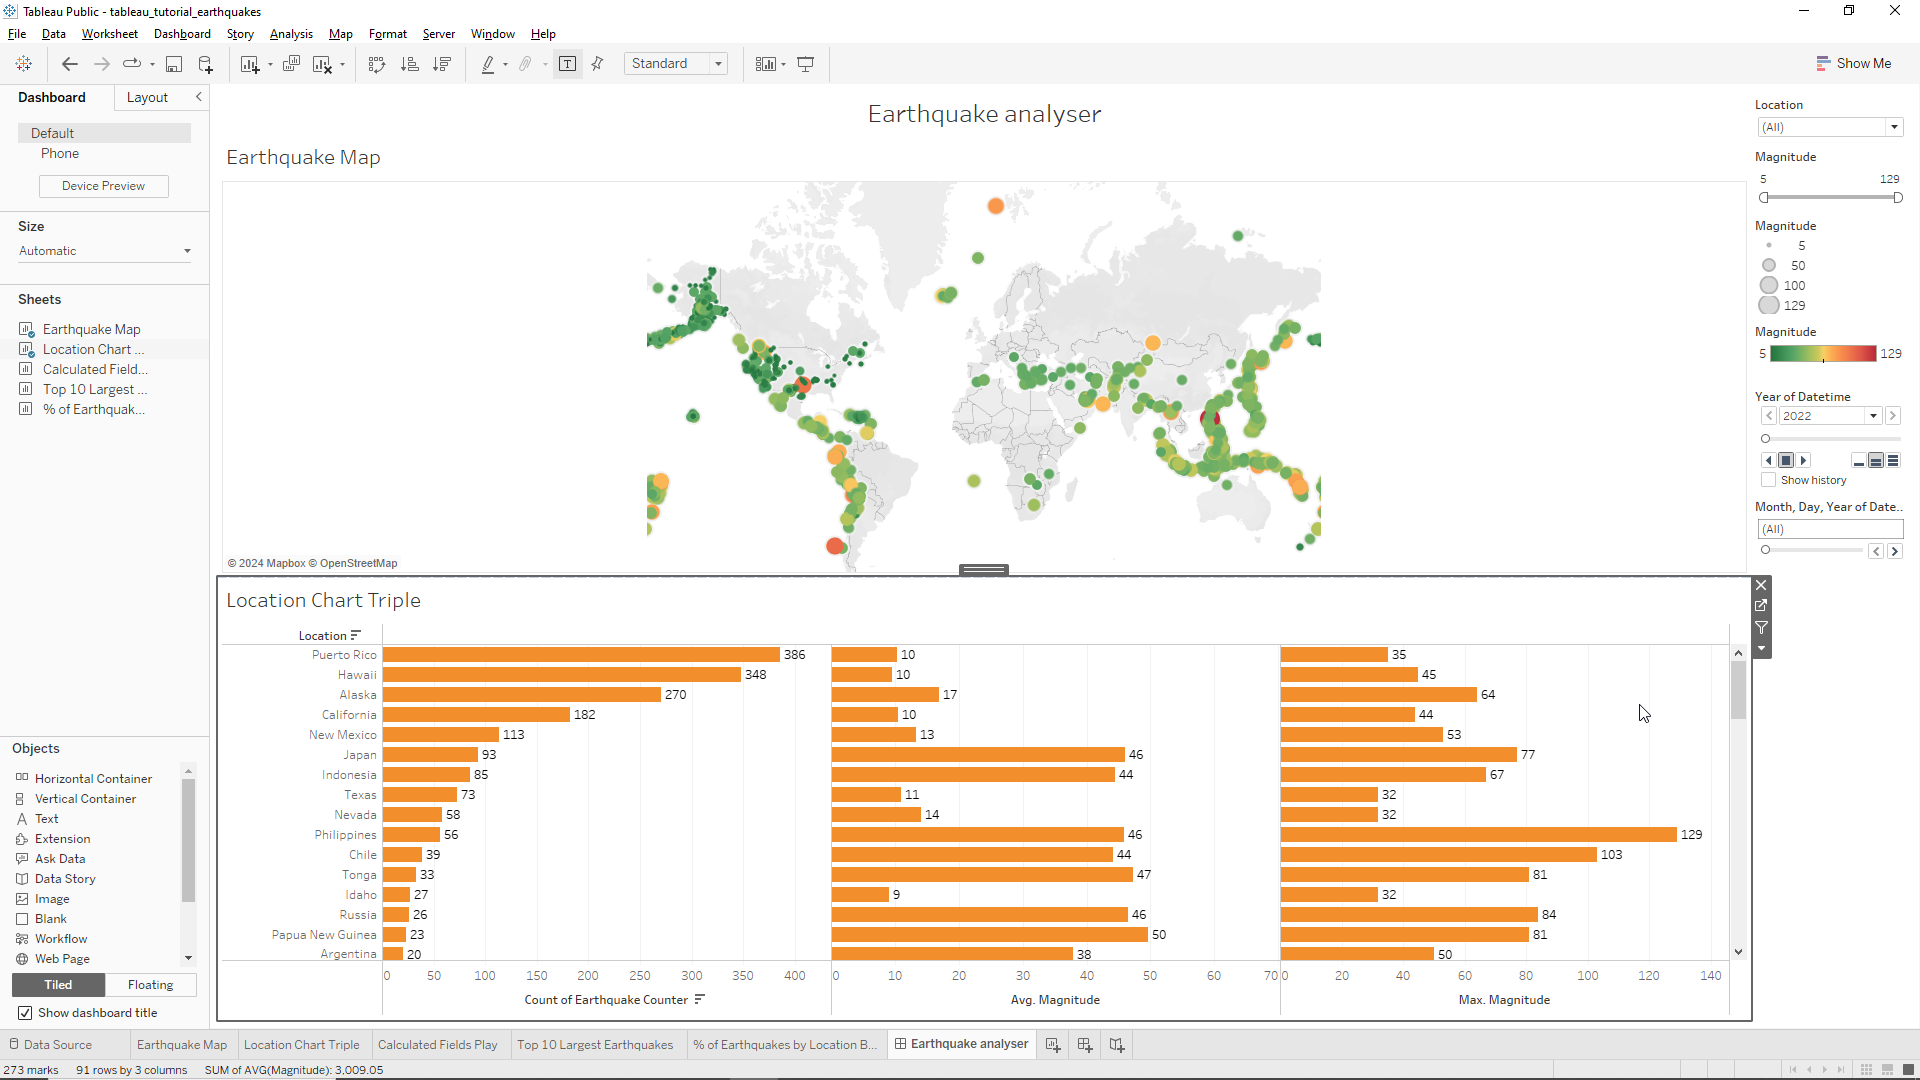 Tableau Public - tableau_tutorial_earthquakes
File Data Worksheet Dashboard Story Analysis Map Format Server Window Help
Standard
Show Me
Dashboard Layout
Default
Phone
Device Preview
Size
Automatic
Sheets
Earthquake Map
Location Chart ...
Calculated Field...
Top 10 Largest ...
% of Earthquak...
Objects
Horizontal Container
Vertical Container
Text
Extension
Ask Data
Data Story
Image
Blank
Workflow
Web Page
Tiled Floating
Show dashboard title
Earthquake analyser
Earthquake Map
© 2024 Mapbox © OpenStreetMap
Location
(All)
Magnitude
5 129
Magnitude
5
50
100
129
Magnitude
5 129
Year of Datetime
2022
Show history
Month, Day, Year of Date..
(All)
Location Chart Triple
Location
Puerto Rico 386 10 35
Hawaii 348 10 45
Alaska 270 17 64
California 182 10 44
New Mexico 113 13 53
Japan 93 46 77
Indonesia 85 44 67
Texas 73 11 32
Nevada 58 14 32
Philippines 56 46 129
Chile 39 44 103
Tonga 33 47 81
Idaho 27 9 32
Russia 26 46 84
Papua New Guinea 23 50 81
Argentina 20 38 50
0 50 100 150 200 250 300 350 400 0 10 20 30 40 50 60 70 0 20 40 60 80 100 120 140
Count of Earthquake Counter Avg. Magnitude Max. Magnitude
Data Source Earthquake Map Location Chart Triple Calculated Fields Play Top 10 Largest Earthquakes % of Earthquakes by Location B... Earthquake analyser
273 marks 91 rows by 3 columns SUM of AVG(Magnitude): 3,009.05